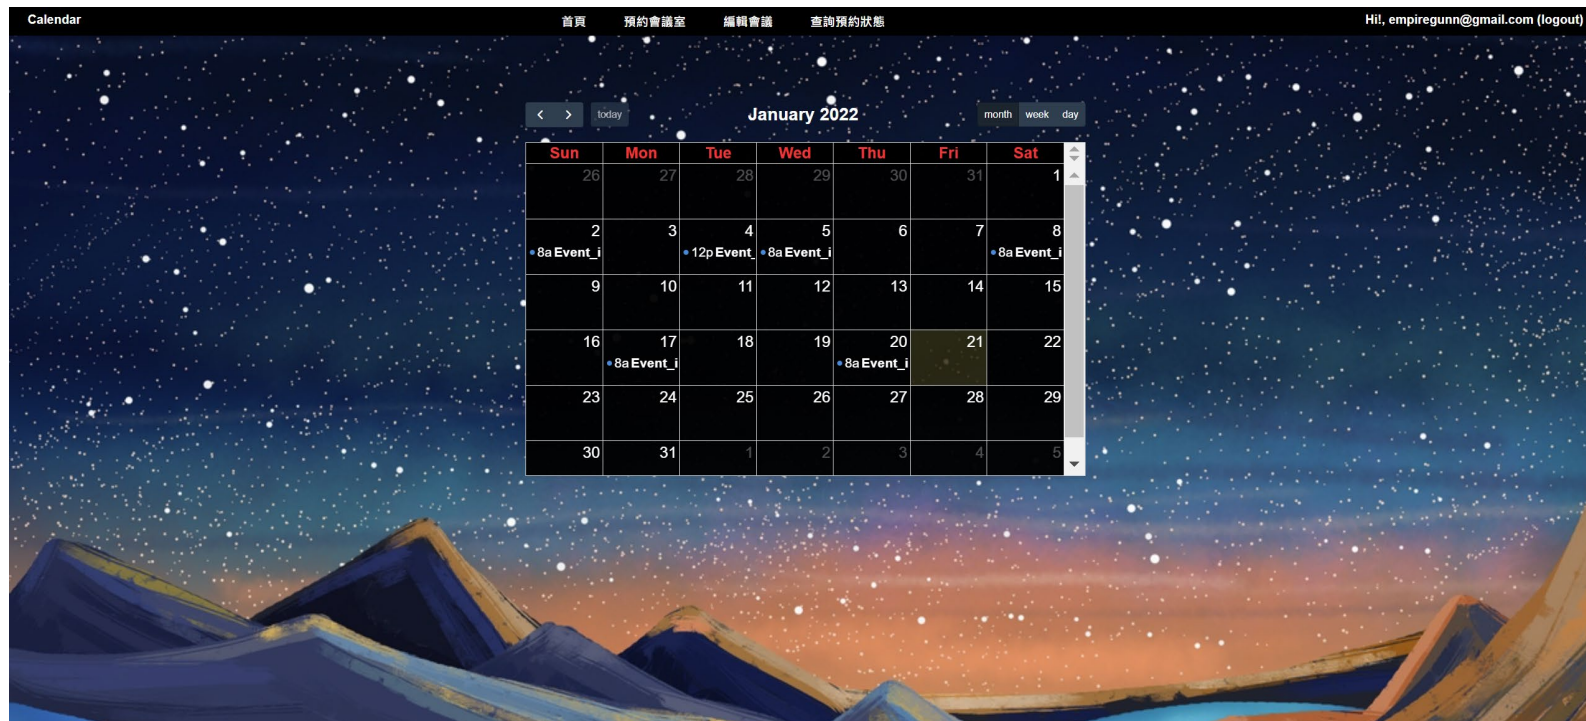 Calendar 首頁 預約會議室 編輯會議 查詢預約狀態 Hi!, empiregunn@gmail.com (logout)
today January 2022 month week day
Sun Mon Tue Wed Thu Fri Sat
26 27 28 29 30 31 1
2 3 4 5 6 7 8
8a Event_i 12p Event_ 8a Event_i 8a Event_i
9 10 11 12 13 14 15
16 17 18 19 20 21 22
8a Event_i 8a Event_i
23 24 25 26 27 28 29
30 31 1 2 3 4 5